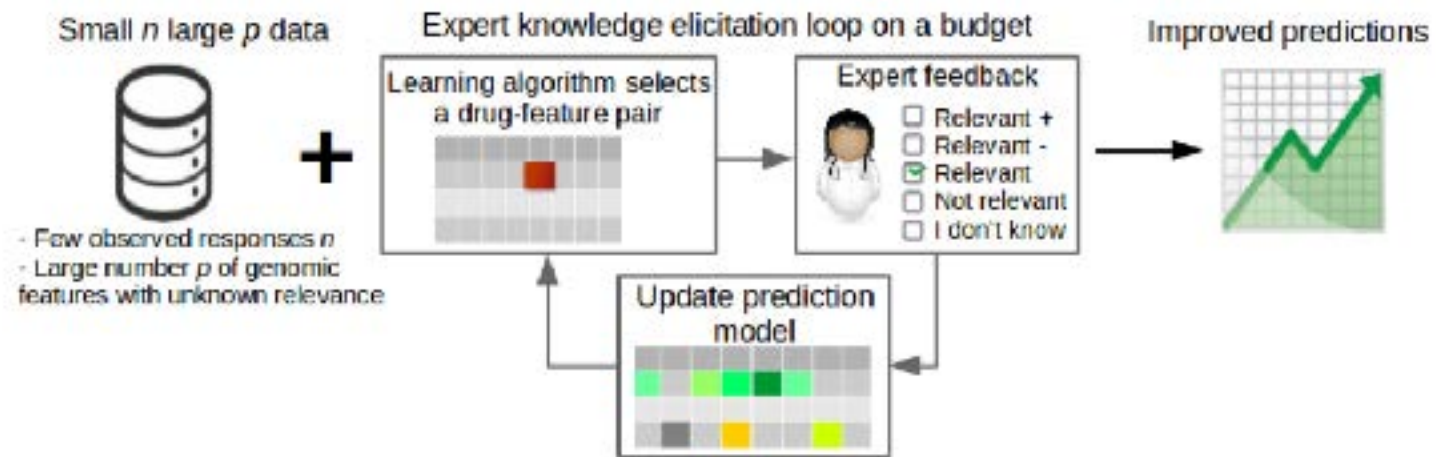 Small n large p data
Expert knowledge elicitation loop on a budget
Improved predictions
- Few observed responses n
- Large number p of genomic
features with unknown relevance
Learning algorithm selects
a drug-feature pair
Expert feedback
Relevant +
Relevant -
Relevant
Not relevant
I don't know
Update prediction
model